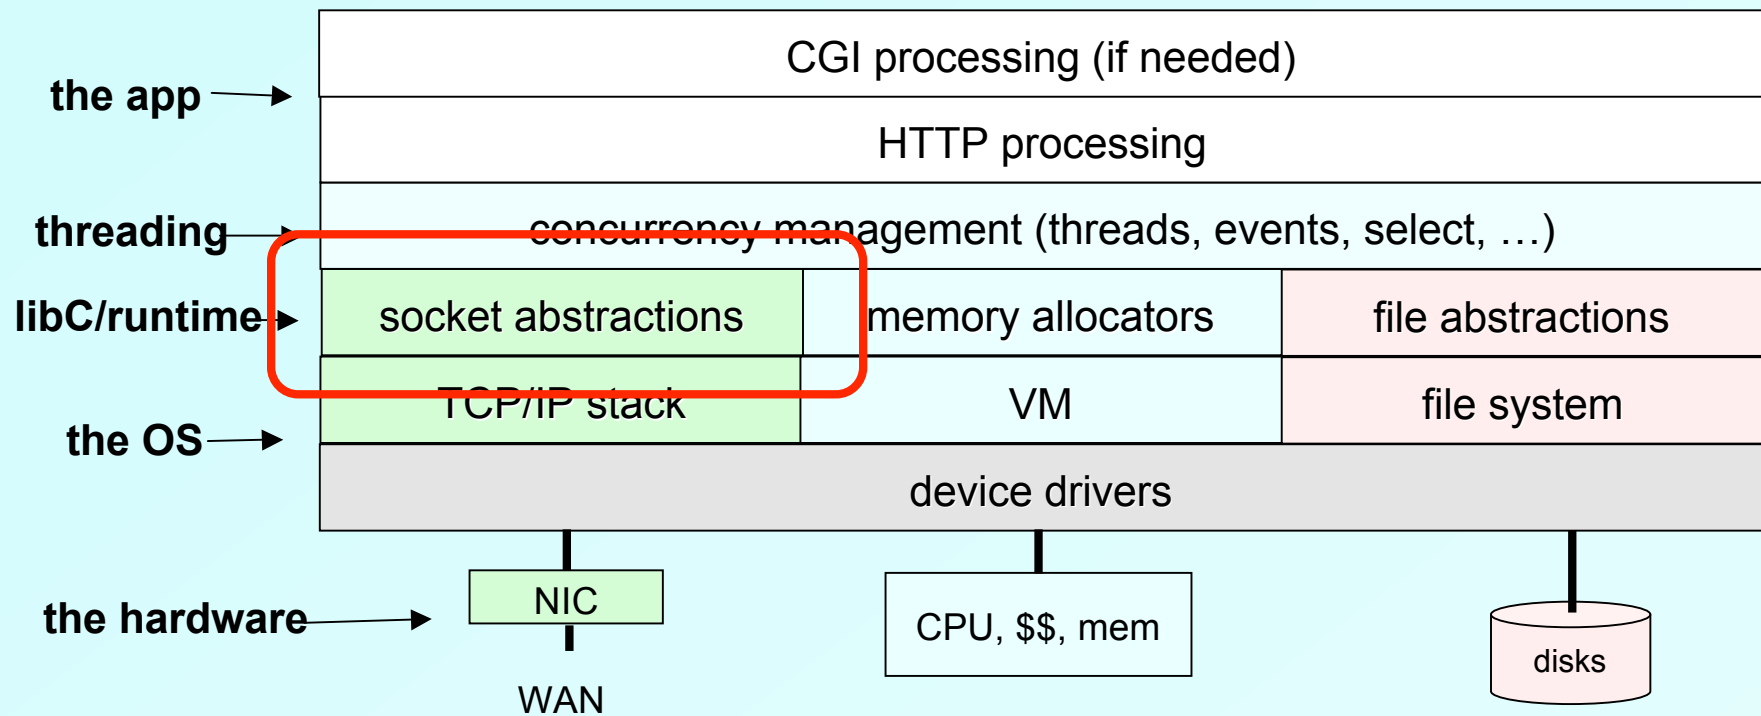 CGI processing (if needed)
the app
HTTP processing
threading
concurrency management (threads, events, select, …)
libC/runtime
socket abstractions
memory allocators
file abstractions
TCP/IP stack
VM
file system
the OS
device drivers
the hardware
NIC
CPU, $$, mem
disks
WAN